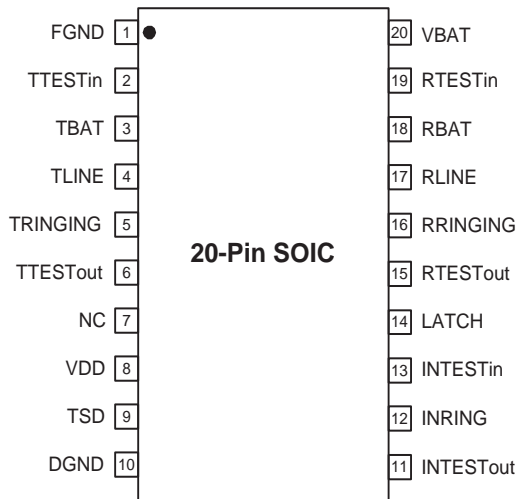 FGND 1 20 VBAT
TTESTin 2 19 RTESTin
TBAT 3 18 RBAT
TLINE 4 17 RLINE
TRINGING 5 16 RRINGING
20-Pin SOIC
TTESTout 6 15 RTESTout
NC 7 14 LATCH
VDD 8 13 INTESTin
TSD 9 12 INRING
DGND 10 11 INTESTout